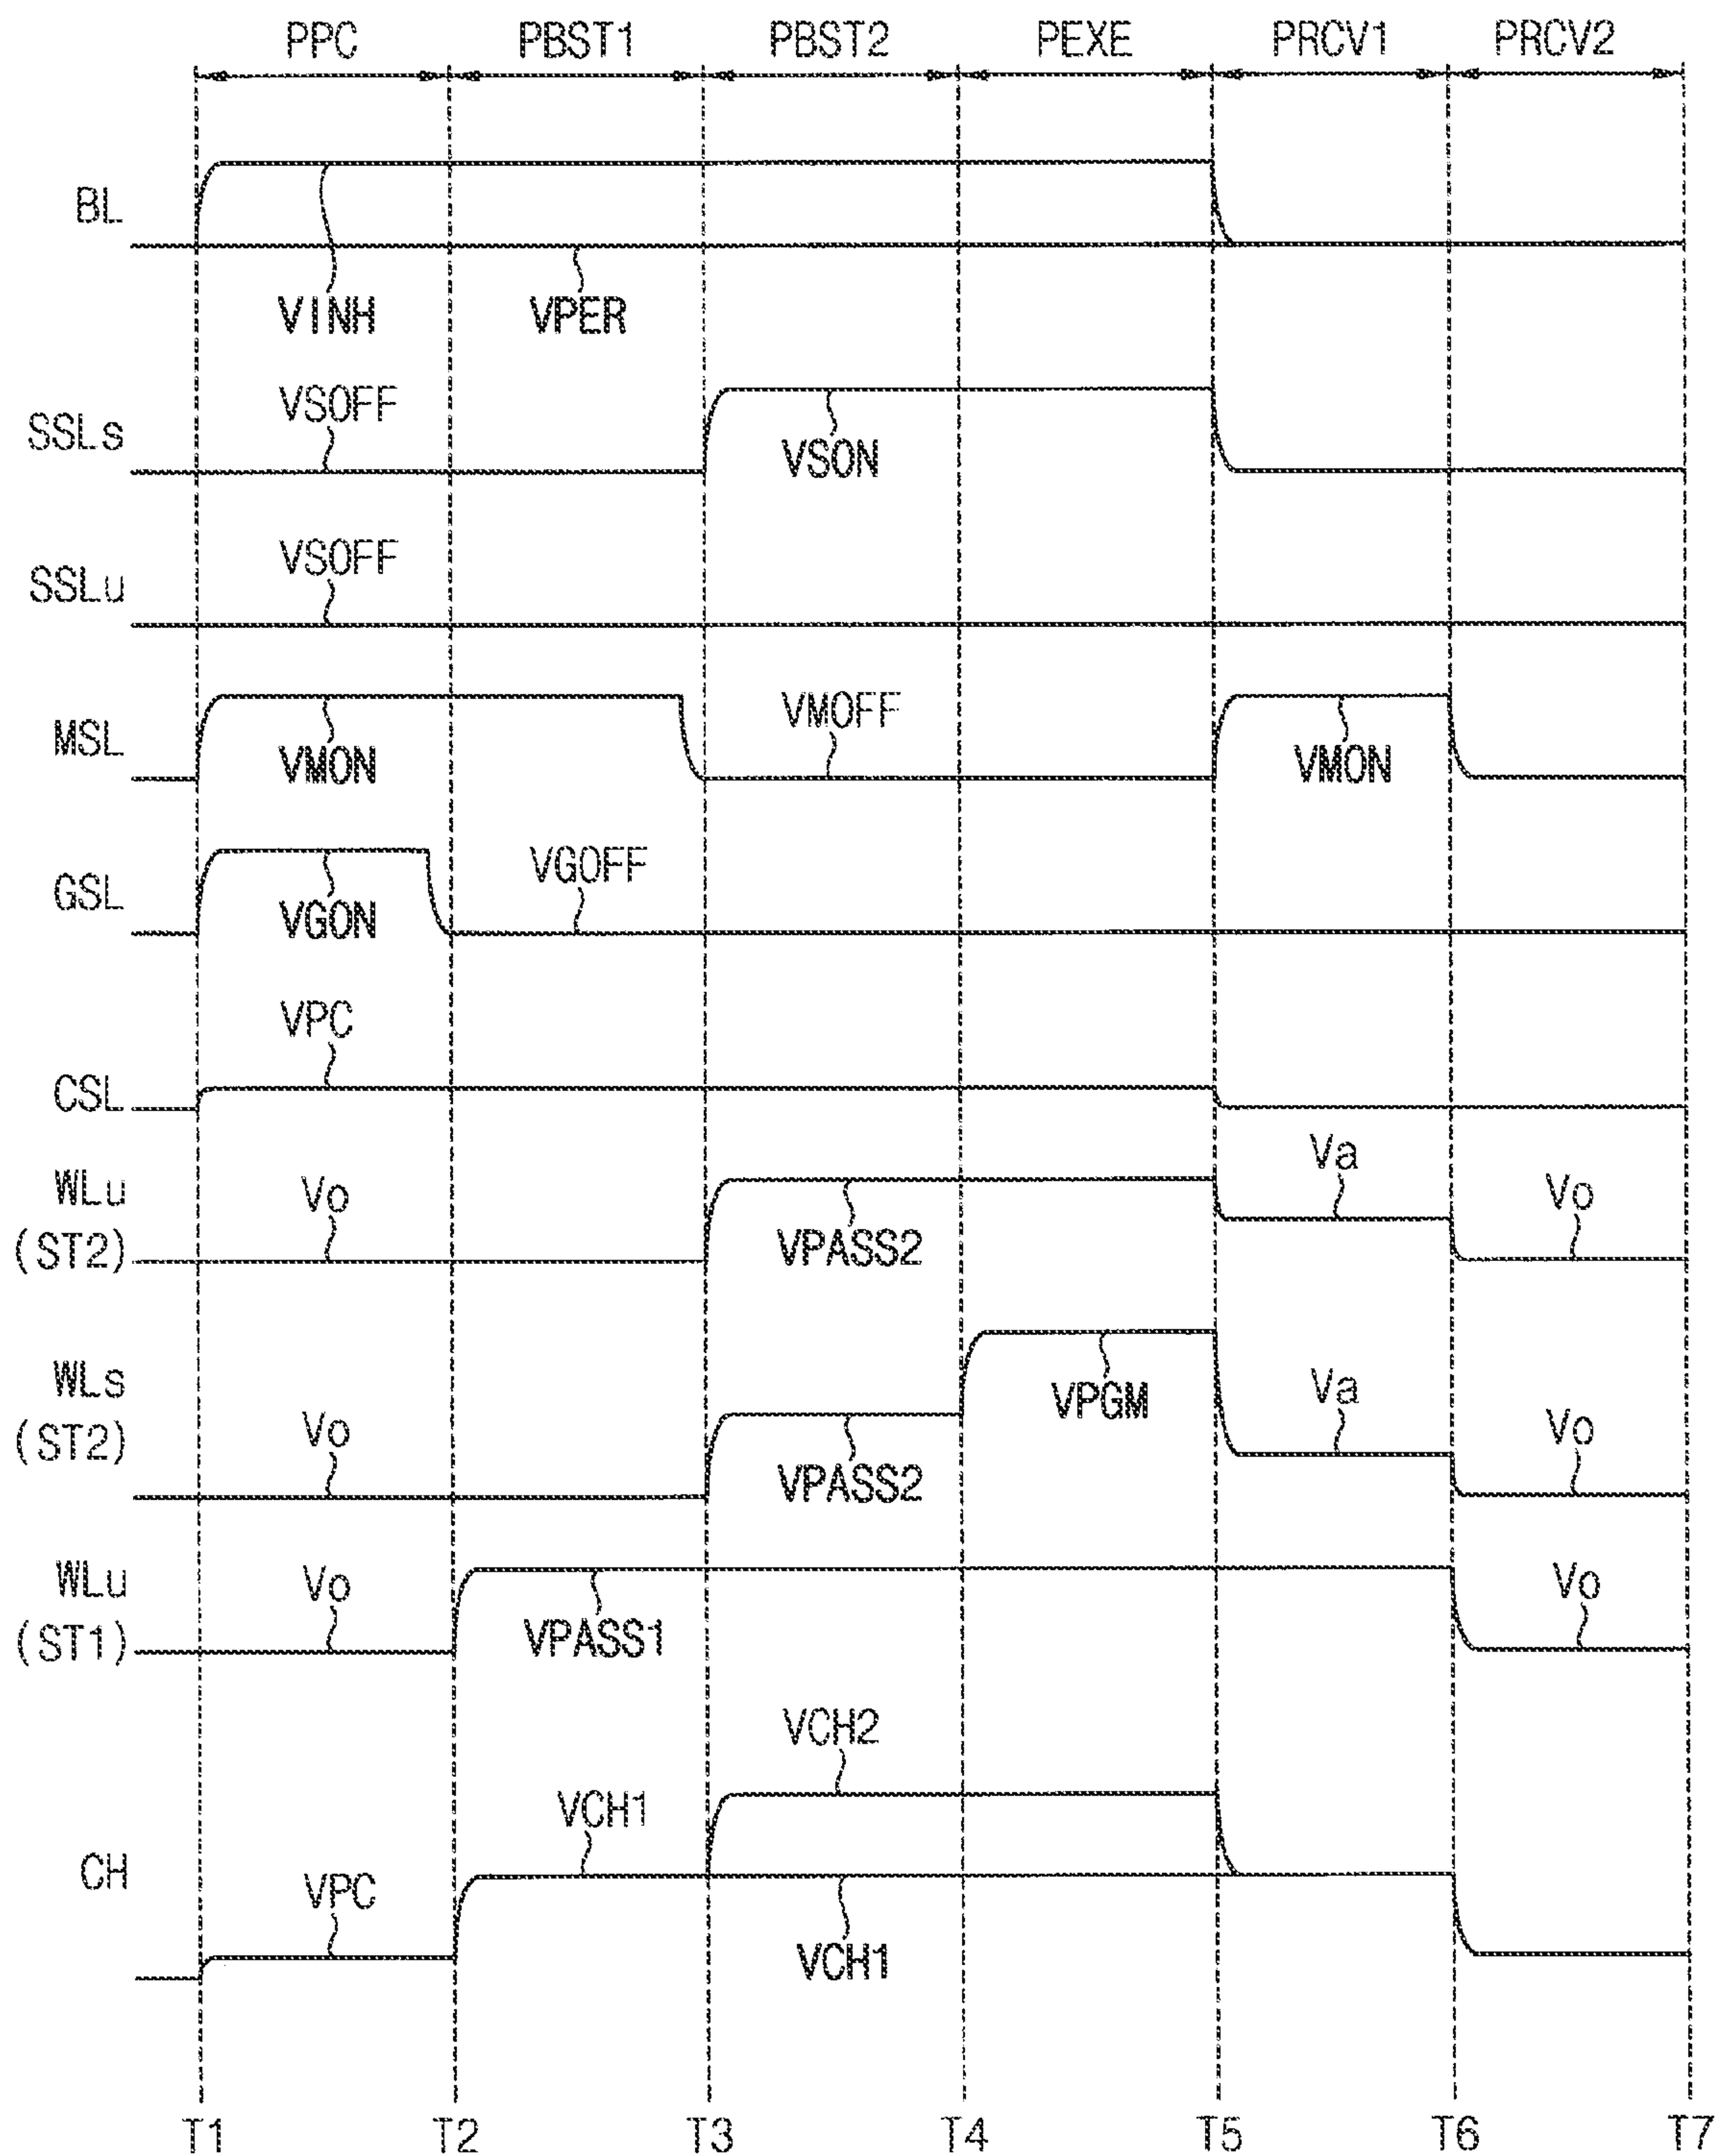 PPC PBST1 PBST2 PEXE PRCV1 PRCV2
BL
VINH VPER
VSOFF
SSLs
VSON
VSOFF
SSLu
VMOFF
MSL
VMON VMON
VGOFF
GSL
VGON
VPC
CSL
Va
WLu Vo Vo
(ST2) VPASS2
WLs VPGM Va
(ST2) Vo Vo
VPASS2
WLu Vo Vo
(ST1) VPASS1
VCH2
VCH1
CH VPC
VCH1
T1 T2 T3 T4 T5 T6 T7